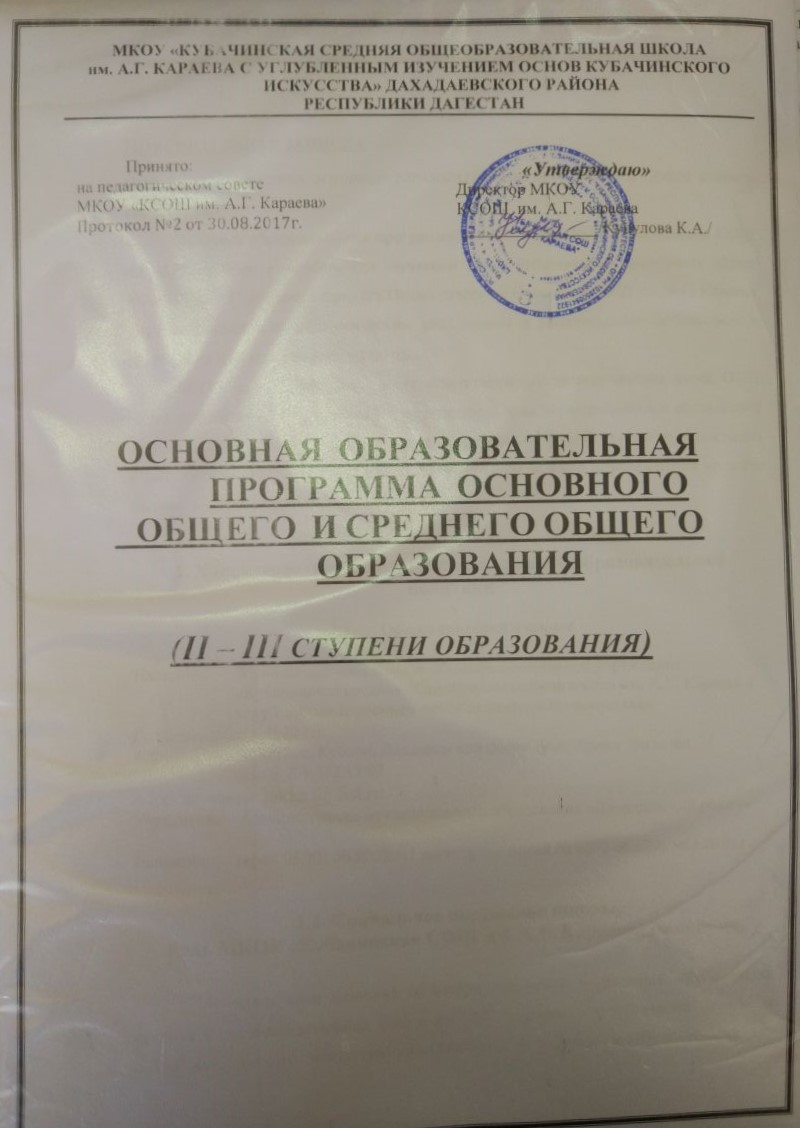 МКОУ «КУБАЧИНСКАЯ СРЕДНЯЯ ОБЩЕОБРАЗОВАТЕЛЬНАЯ ШКОЛА
им. А.Г. КАРАЕВА С УГЛУБЛЕННЫМ ИЗУЧЕНИЕМ ОСНОВ КУБАЧИНСКОГО
ИСКУССТВА» ДАХАДАЕВСКОГО РАЙОНА
РЕСПУБЛИКИ ДАГЕСТАН
Принято:
на педагогическом совете
МКОУ «КСОШ им. А.Г. Караева»
Протокол №2 от 30.08.2017г.
«Утверждаю»
Директор МКОУ
КСОШ им. А.Г. Караева
К.А./
ОСНОВНАЯ ОБРАЗОВАТЕЛЬНАЯ
ПРОГРАММА ОСНОВНОГО
ОБЩЕГО И СРЕДНЕГО ОБЩЕГО
ОБРАЗОВАНИЯ
(II – III СТУПЕНИ ОБРАЗОВАНИЯ)